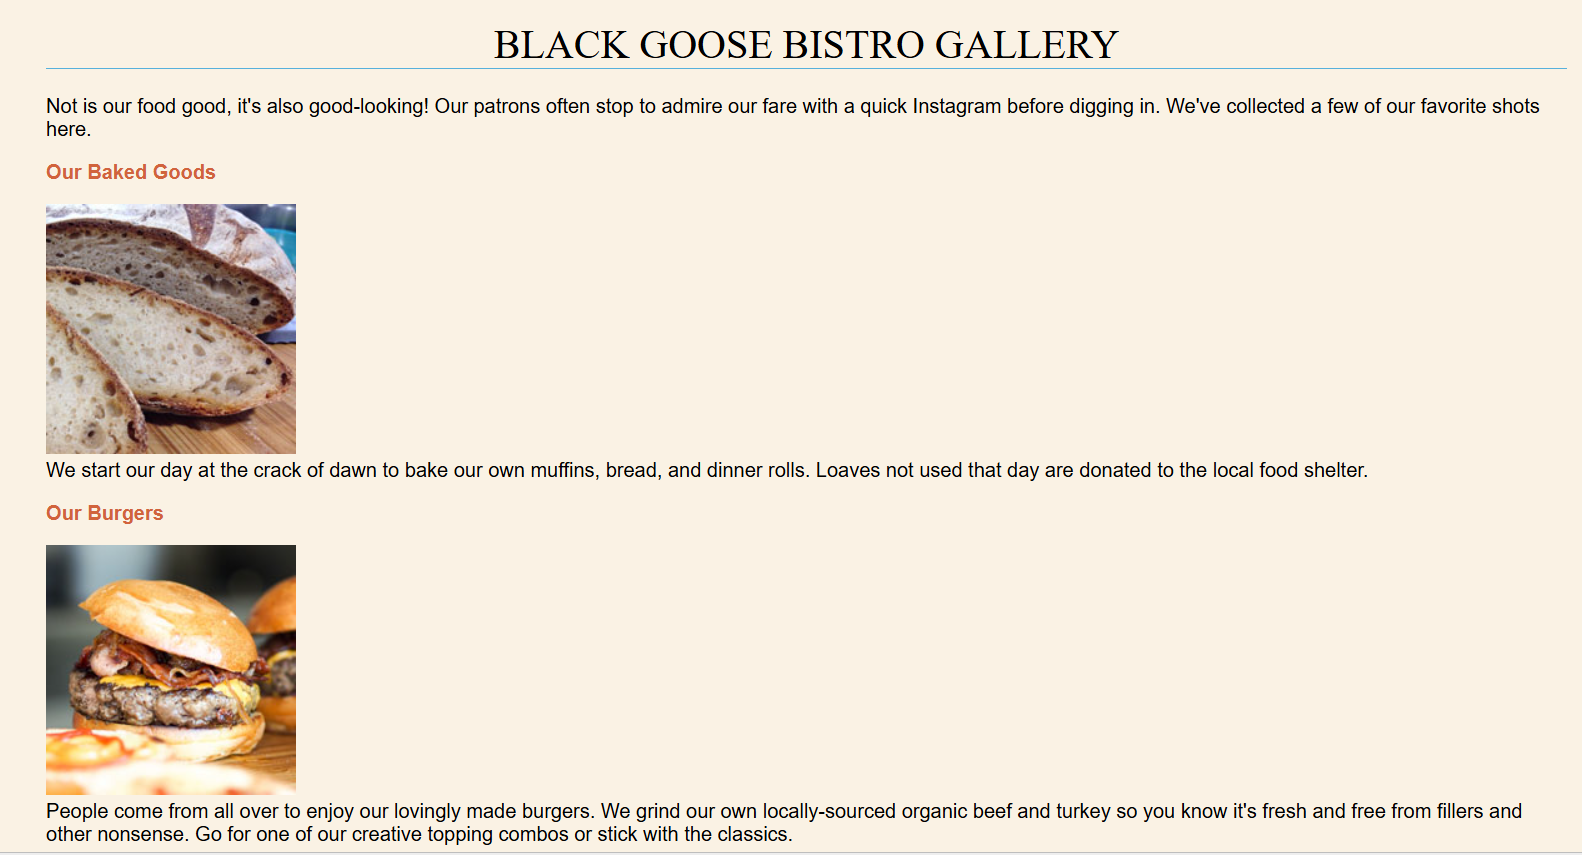 BLACK GOOSE BISTRO GALLERY
Not is our food good, it's also good-looking! Our patrons often stop to admire our fare with a quick Instagram before digging in. We've collected a few of our favorite shots
here.
Our Baked Goods
We start our day at the crack of dawn to bake our own muffins, bread, and dinner rolls. Loaves not used that day are donated to the local food shelter.
Our Burgers
People come from all over to enjoy our lovingly made burgers. We grind our own locally-sourced organic beef and turkey so you know it's fresh and free from fillers and
other nonsense. Go for one of our creative topping combos or stick with the classics.